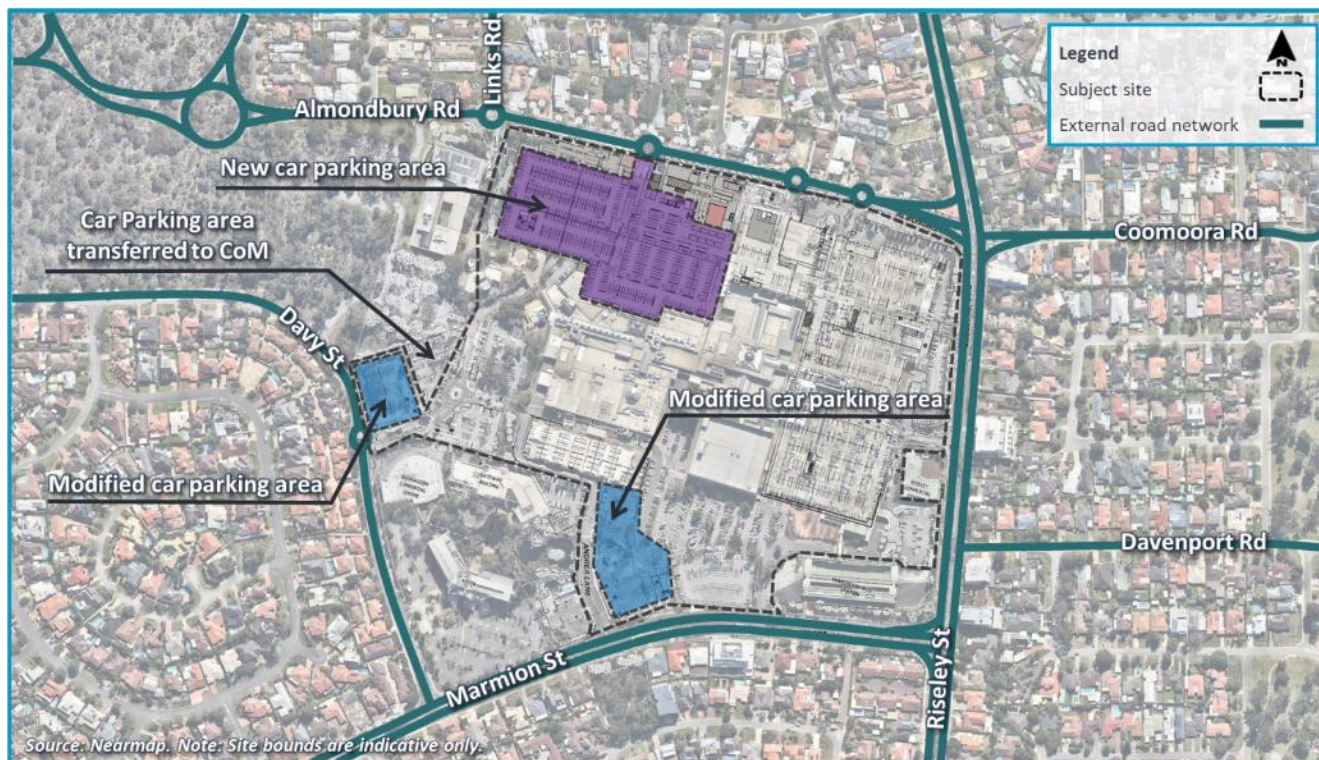 Legend
N
Subject site
External road network
Links Rd
Almondbury Rd
New car parking area
Car Parking area
transferred to CoM
Coomoora Rd
Davy St
Modified car parking area
Modified car parking area
ANDREA LANE
Davenport Rd
Marmion St
Riseley St
Source: Nearmap. Note: Site bounds are indicative only.